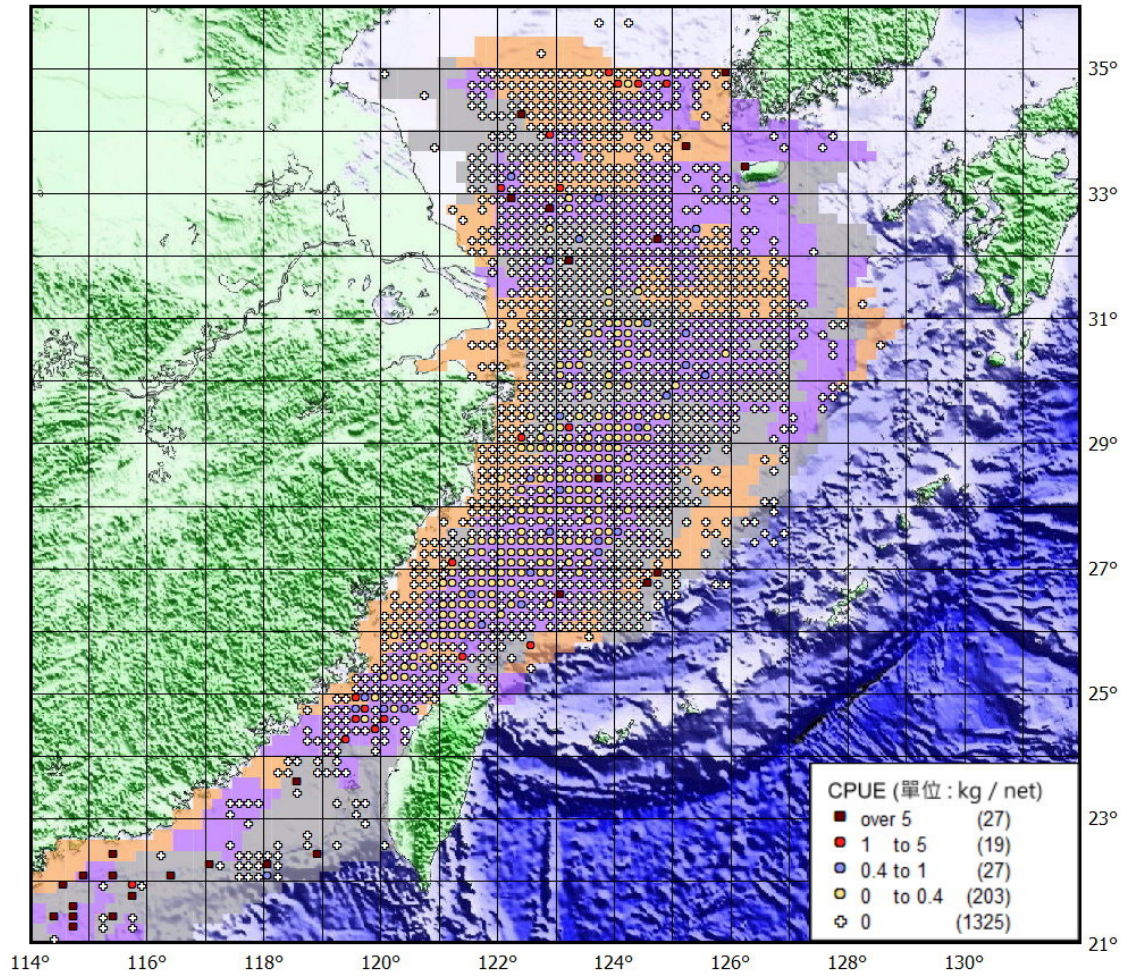 35°
33°
31°
29°
27°
25°
23°
21°
CPUE (單位 : kg / net)
over 5 (27)
1 to 5 (19)
0.4 to 1 (27)
0 to 0.4 (203)
0 (1325)
114 116 118 120 122 124 126 128 130°